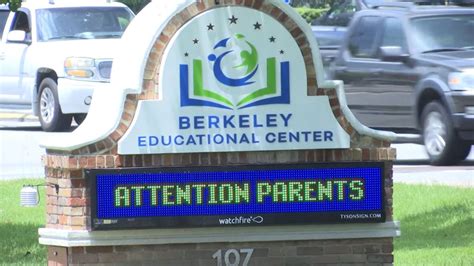 BERKELEY
EDUCATIONAL CENTER
ATTENTION PARENTS
watchfire
TYSONSIGN.COM
107